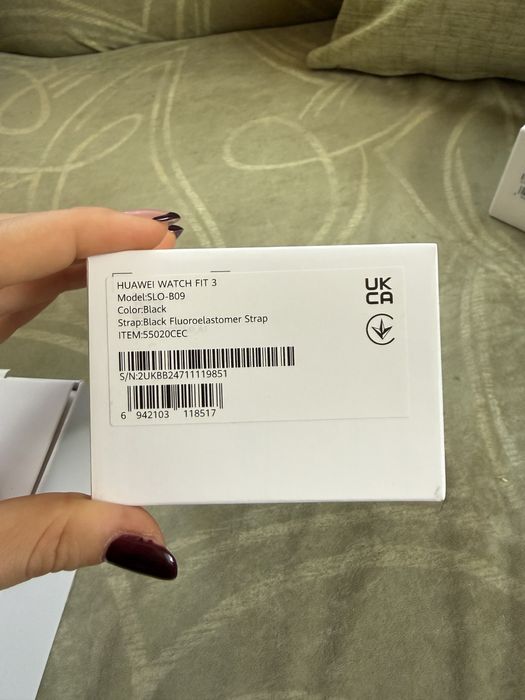 HUAWEI WATCH FIT 3
Model:SLO-B09
Color:Black
Strap:Black Fluoroelastomer Strap
ITEM:55020CEC
S/N:2UKBB24711119851
6 942103 118517
UK
CA